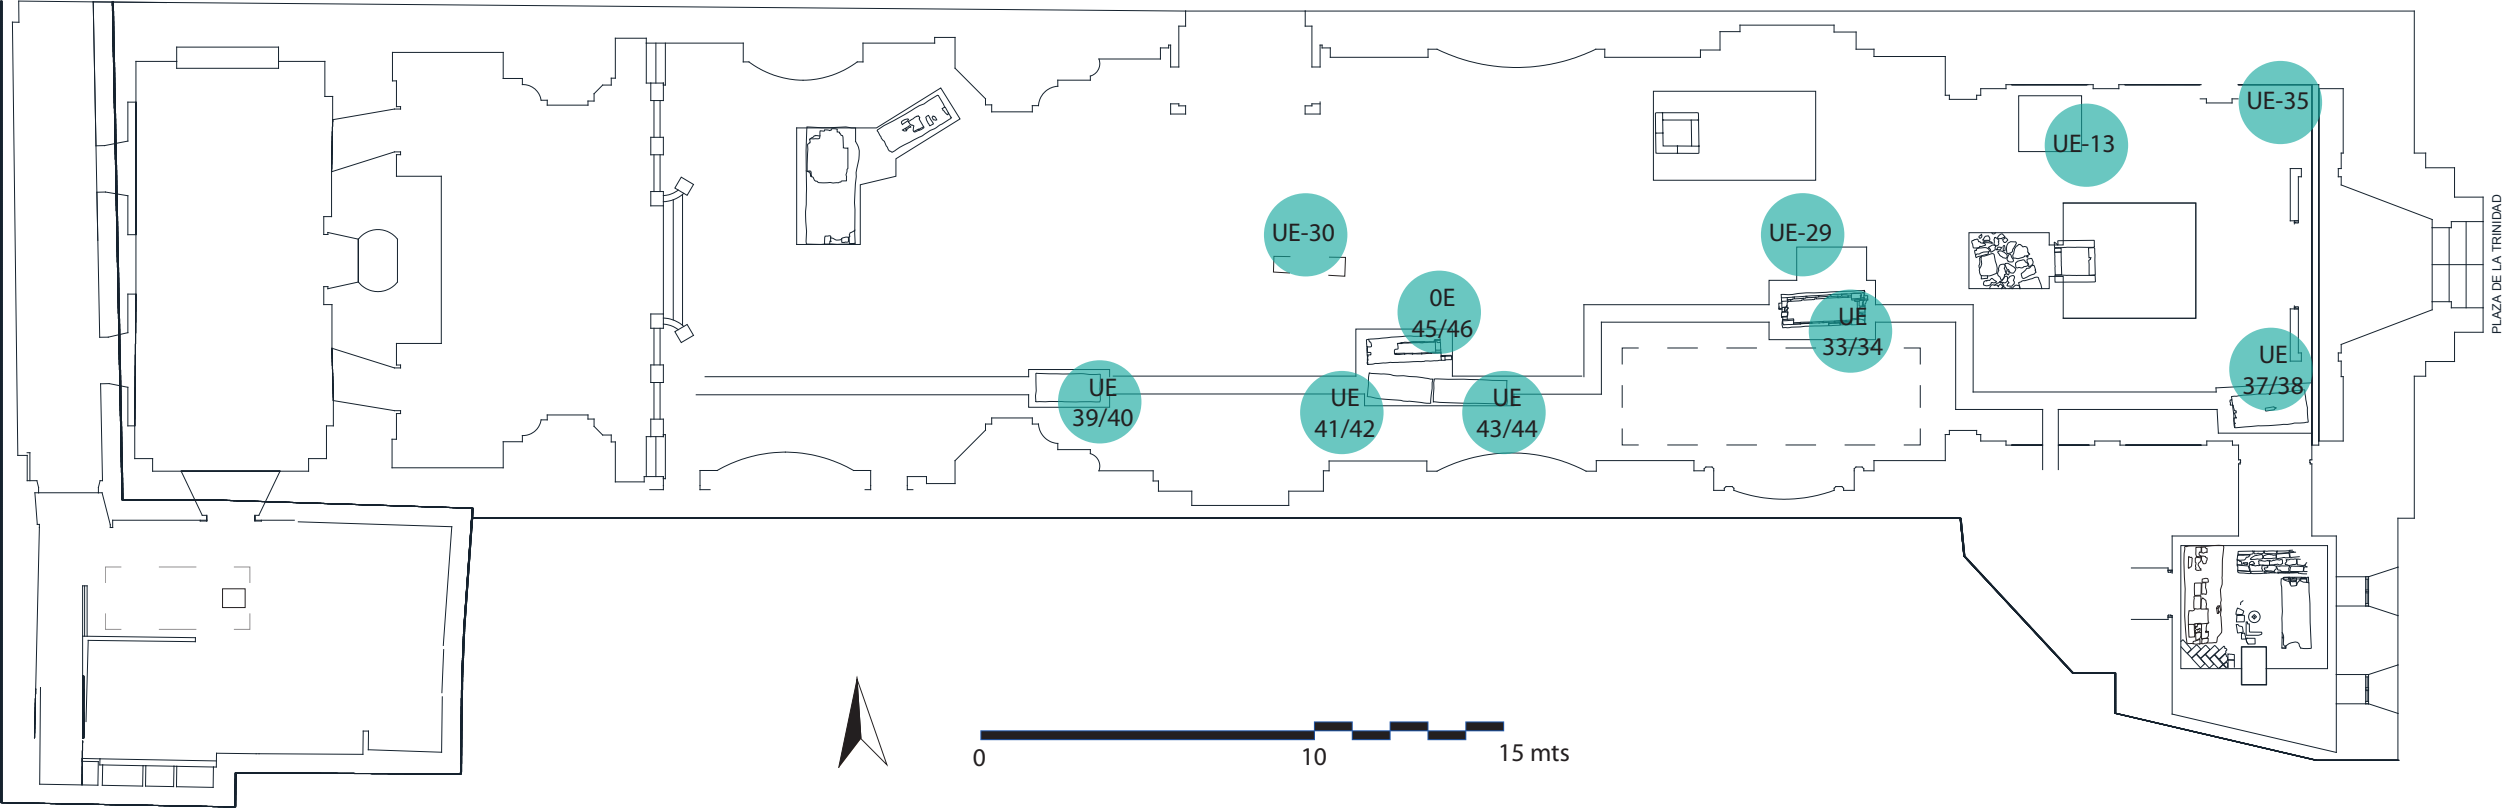 UE-35
UE-13
UE-30
UE-29
0E
45/46
UE
33/34
UE
37/38
UE
39/40
UE
41/42
UE
43/44
PLAZA DE LA TRINIDAD
0
10
15 mts